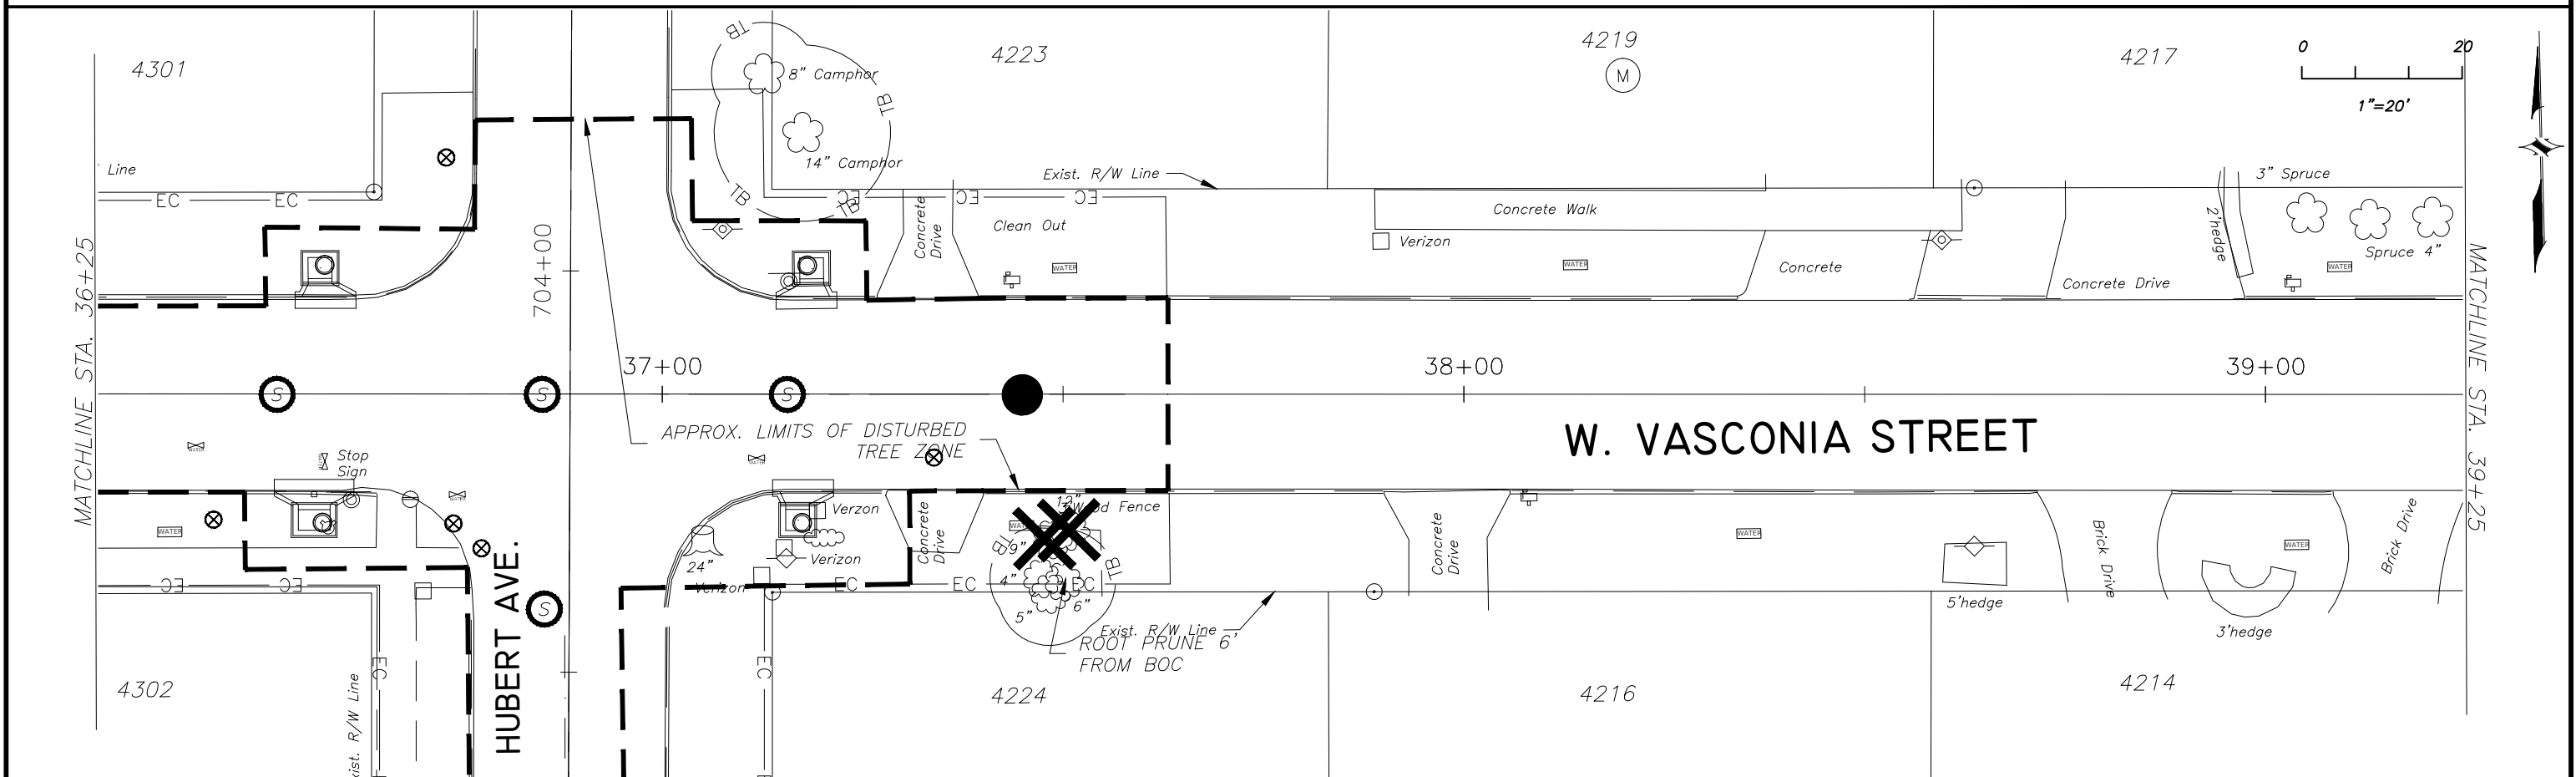 4301
4223
4219
M
4217
0 20
1"=20'
TB
8" Camphor
TB
14" Camphor
Line
Exist. R/W Line
3" Spruce
EC EC
TB
TB
EC EC EC
Concrete
Drive
Clean Out
Concrete Walk
Verizon
2'hedge
Spruce 4"
WATER
WATER
WATER
Concrete
Concrete Drive
MATCHLINE STA. 36+25
704+00
37+00
38+00
39+00
MATCHLINE STA. 39+25
S
S
S
APPROX. LIMITS OF DISTURBED
TREE ZONE
W. VASCONIA STREET
Stop
Sign
WATER
Verzon
Verizon
24"
Verizon
Concrete
Drive
12"
Wood Fence
TB
9"
TB
4"
5"
6"
EC EC EC
Concrete
Drive
WATER
Brick Drive
WATER
Brick Drive
EC EC
S
HUBERT AVE.
Exist. R/W Line
ROOT PRUNE 6'
FROM BOC
5'hedge
3'hedge
EC
EC
4302
4224
4216
4214